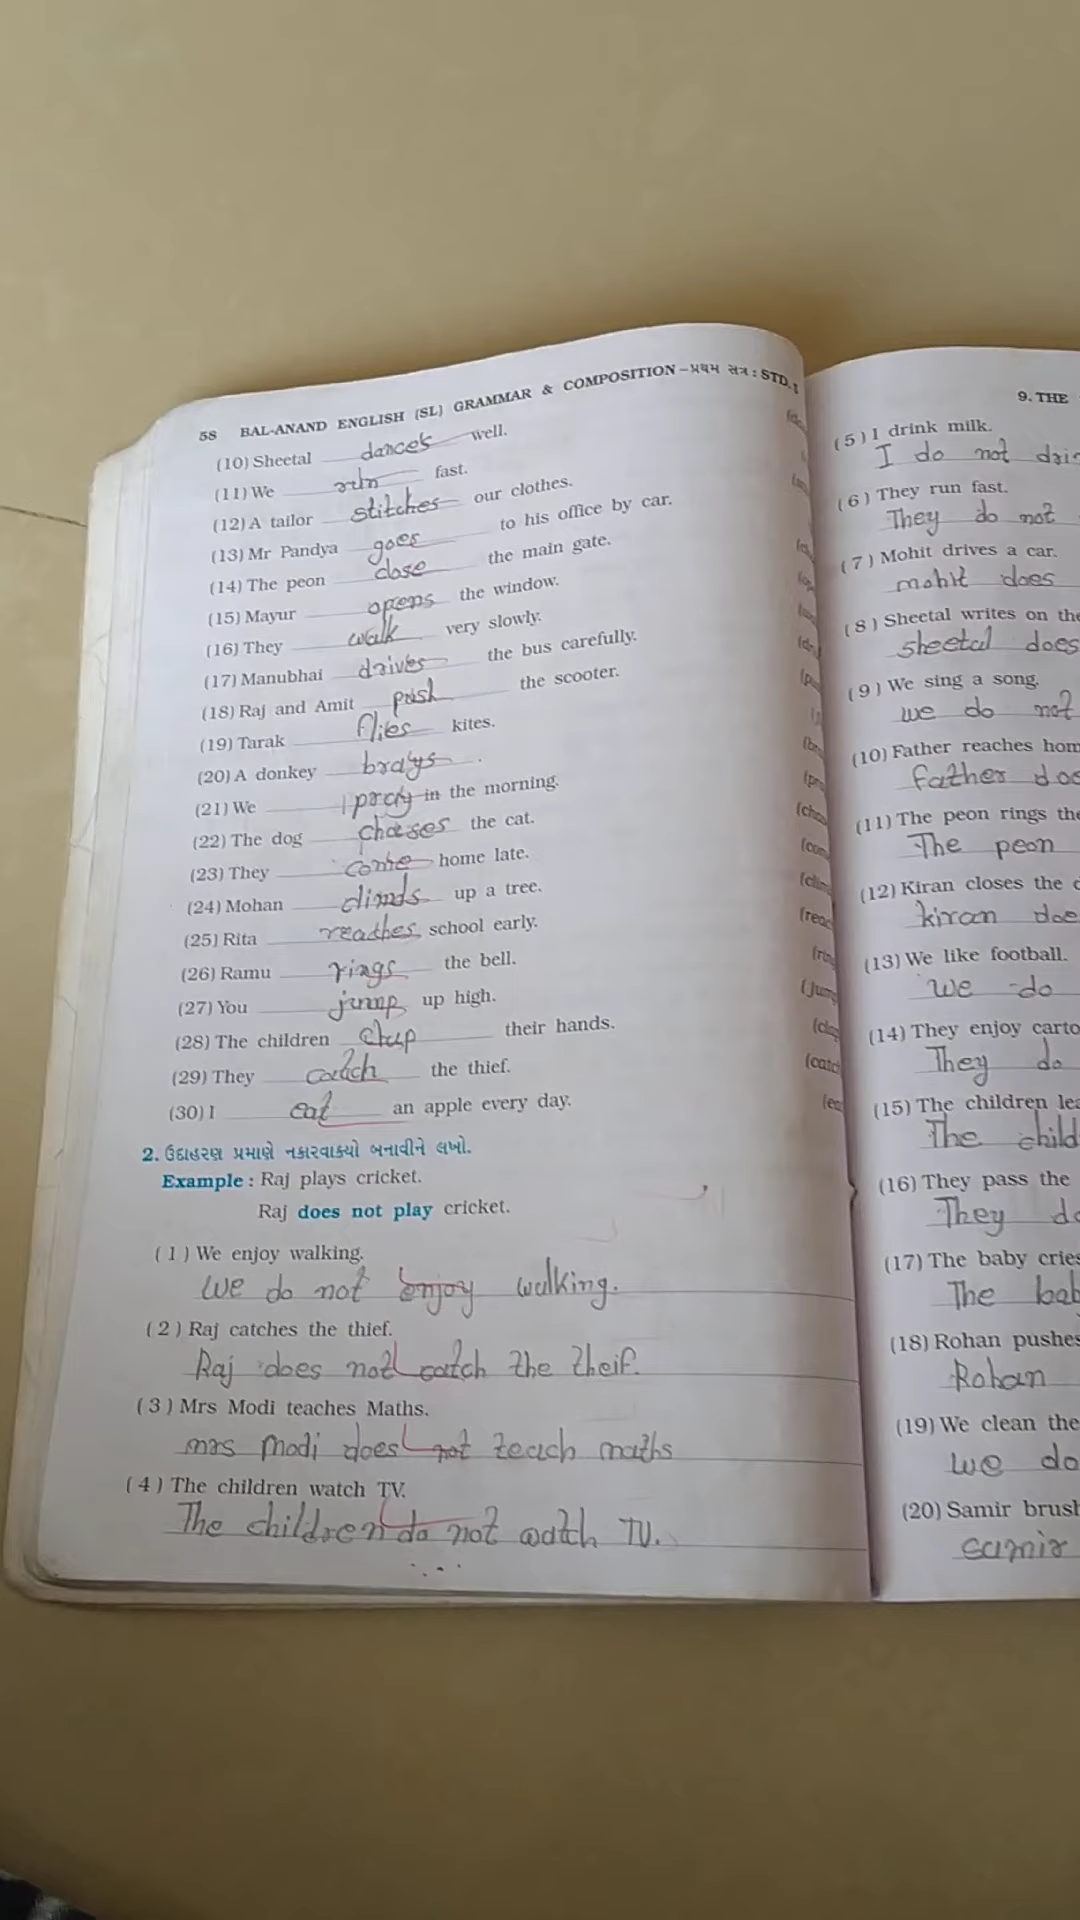 58 BAL-ANAND ENGLISH (SL) GRAMMAR & COMPOSITION – પ્રથમ સત્ર : STD.
(10) Sheetal dances well.
(11) We run fast.
(12) A tailor stitches our clothes.
(13) Mr Pandya goes to his office by car.
(14) The peon close the main gate.
(15) Mayur opens the window.
(16) They walk very slowly.
(17) Manubhai drives the bus carefully.
(18) Raj and Amit push the scooter.
(19) Tarak flies kites.
(20) A donkey brays .
(21) We pray in the morning.
(22) The dog chases the cat.
(23) They come home late.
(24) Mohan up a tree.
(25) Rita reaches school early.
(26) Ramu rings the bell.
(27) You jump up high.
(28) The children clap their hands.
(29) They catch the thief.
(30) I eat an apple every day.
2. ઉદાહરણ પ્રમાણે નકારવાક્યો બનાવીને લખો.
Example : Raj plays cricket.
Raj does not play cricket.
( 1 ) We enjoy walking.
We do not enjoy walking.
( 2 ) Raj catches the thief.
Raj does not catch the theif.
( 3 ) Mrs Modi teaches Maths.
mrs modi does not teach maths
( 4 ) The children watch TV.
The children do not watch TV.
9. THE
( 5 ) I drink milk.
I do not
( 6 ) They run fast.
They do not
( 7 ) Mohit drives a car.
mohit does
( 8 ) Sheetal writes on the
sheetal does
( 9 ) We sing a song.
we do not
(10) Father reaches
father
(11) The peon rings the
The peon
(12) Kiran closes the
kiran
(13) We like football.
We do
(14) They enjoy
They do
(15) The children
The
(16) They pass the
They
(17) The baby cries
The
(18) Rohan pushes
Rohan
(19) We clean the
we do
(20) Samir
samir